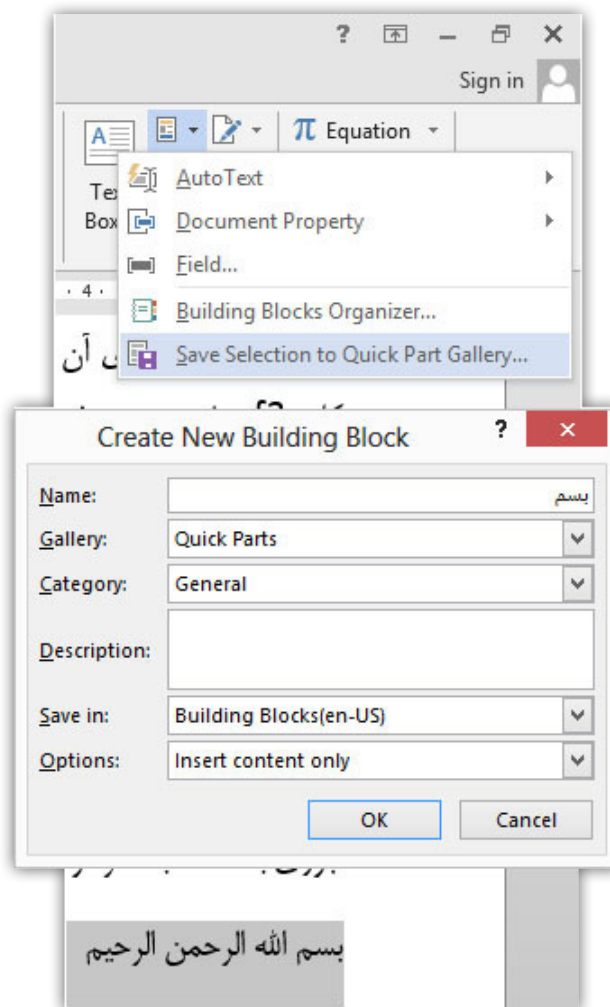 ?
Sign in
A
π Equation
Box
AutoText
Document Property
Field...
4
Building Blocks Organizer...
Save Selection to Quick Part Gallery...
آن
Create New Building Block ?
Name: بسم
Gallery: Quick Parts
Category: General
Description:
Save in: Building Blocks(en-US)
Options: Insert content only
OK Cancel
بسم الله الرحمن الرحيم